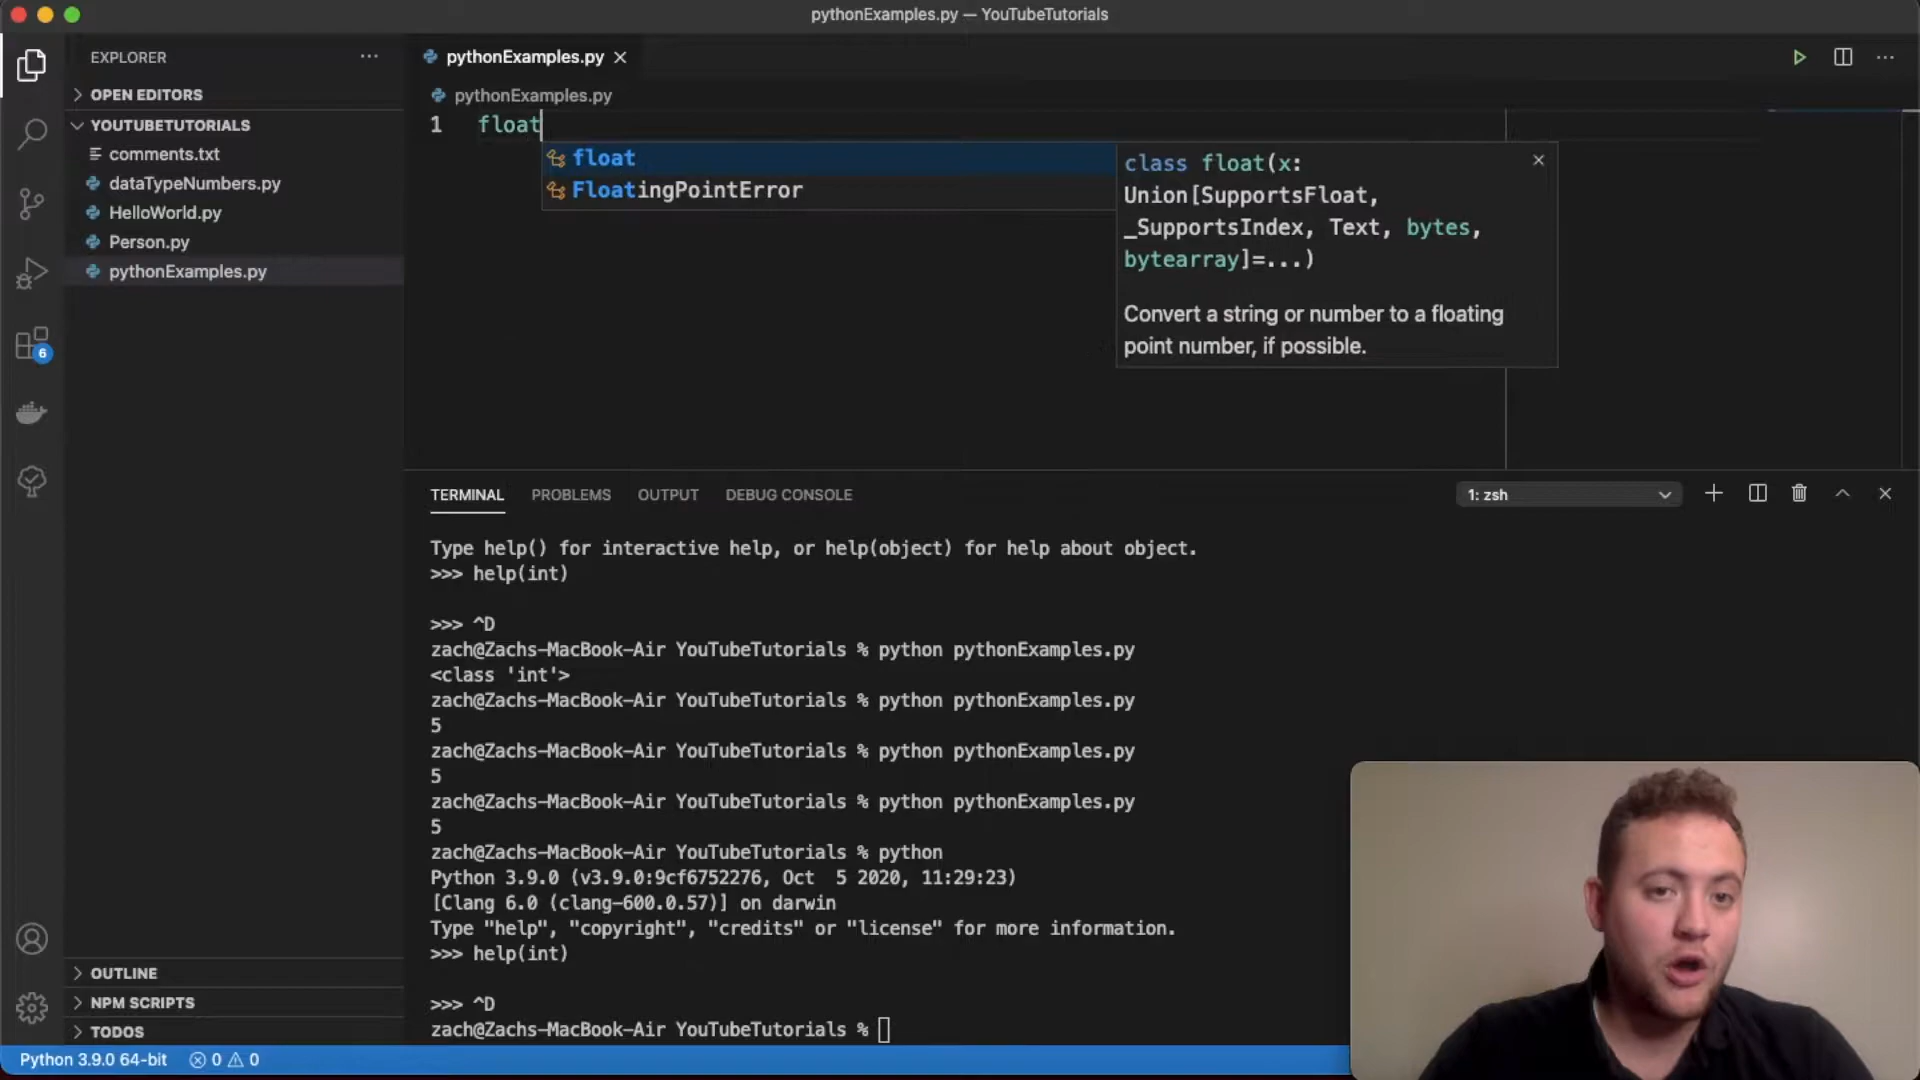 pythonExamples.py — YouTubeTutorials
EXPLORER
OPEN EDITORS
YOUTUBETUTORIALS
comments.txt
dataTypeNumbers.py
HelloWorld.py
Person.py
pythonExamples.py
6
OUTLINE
NPM SCRIPTS
TODOS
pythonExamples.py
pythonExamples.py
1 float
float
FloatingPointError
class float(x:
Union[SupportsFloat,
_SupportsIndex, Text, bytes,
bytearray]=...)
Convert a string or number to a floating
point number, if possible.
TERMINAL PROBLEMS OUTPUT DEBUG CONSOLE
1: zsh
Type help() for interactive help, or help(object) for help about object.
>>> help(int)
>>> ^D
zach@Zachs-MacBook-Air YouTubeTutorials % python pythonExamples.py
<class 'int'>
zach@Zachs-MacBook-Air YouTubeTutorials % python pythonExamples.py
5
zach@Zachs-MacBook-Air YouTubeTutorials % python pythonExamples.py
5
zach@Zachs-MacBook-Air YouTubeTutorials % python pythonExamples.py
5
zach@Zachs-MacBook-Air YouTubeTutorials % python
Python 3.9.0 (v3.9.0:9cf6752276, Oct  5 2020, 11:29:23)
[Clang 6.0 (clang-600.0.57)] on darwin
Type "help", "copyright", "credits" or "license" for more information.
>>> help(int)
>>> ^D
zach@Zachs-MacBook-Air YouTubeTutorials %
Python 3.9.0 64-bit 0 0